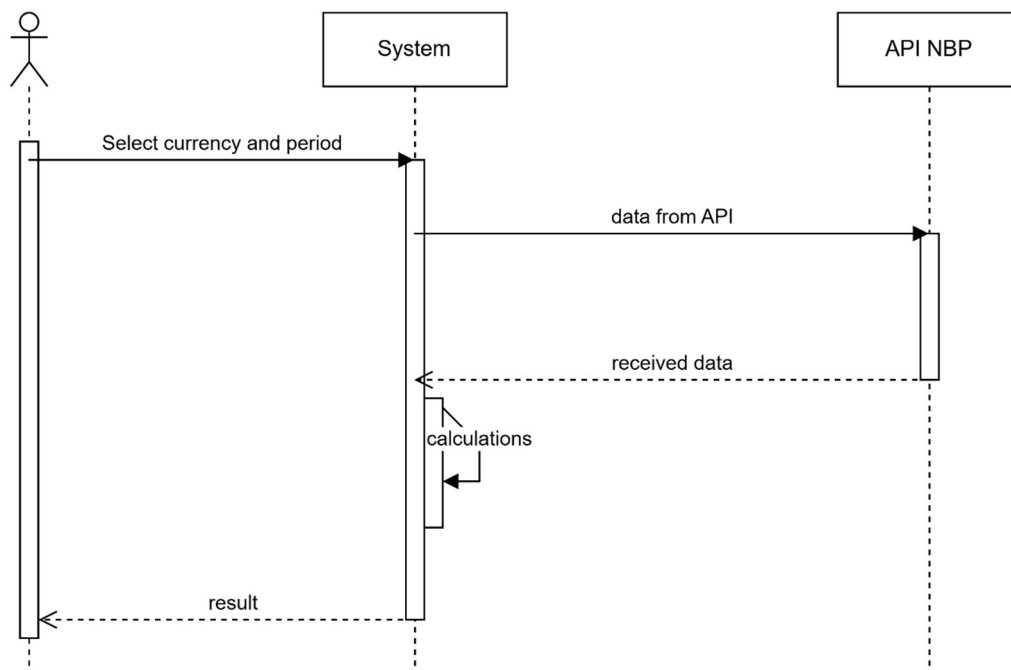 System
API NBP
Select currency and period
data from API
received data
calculations
result